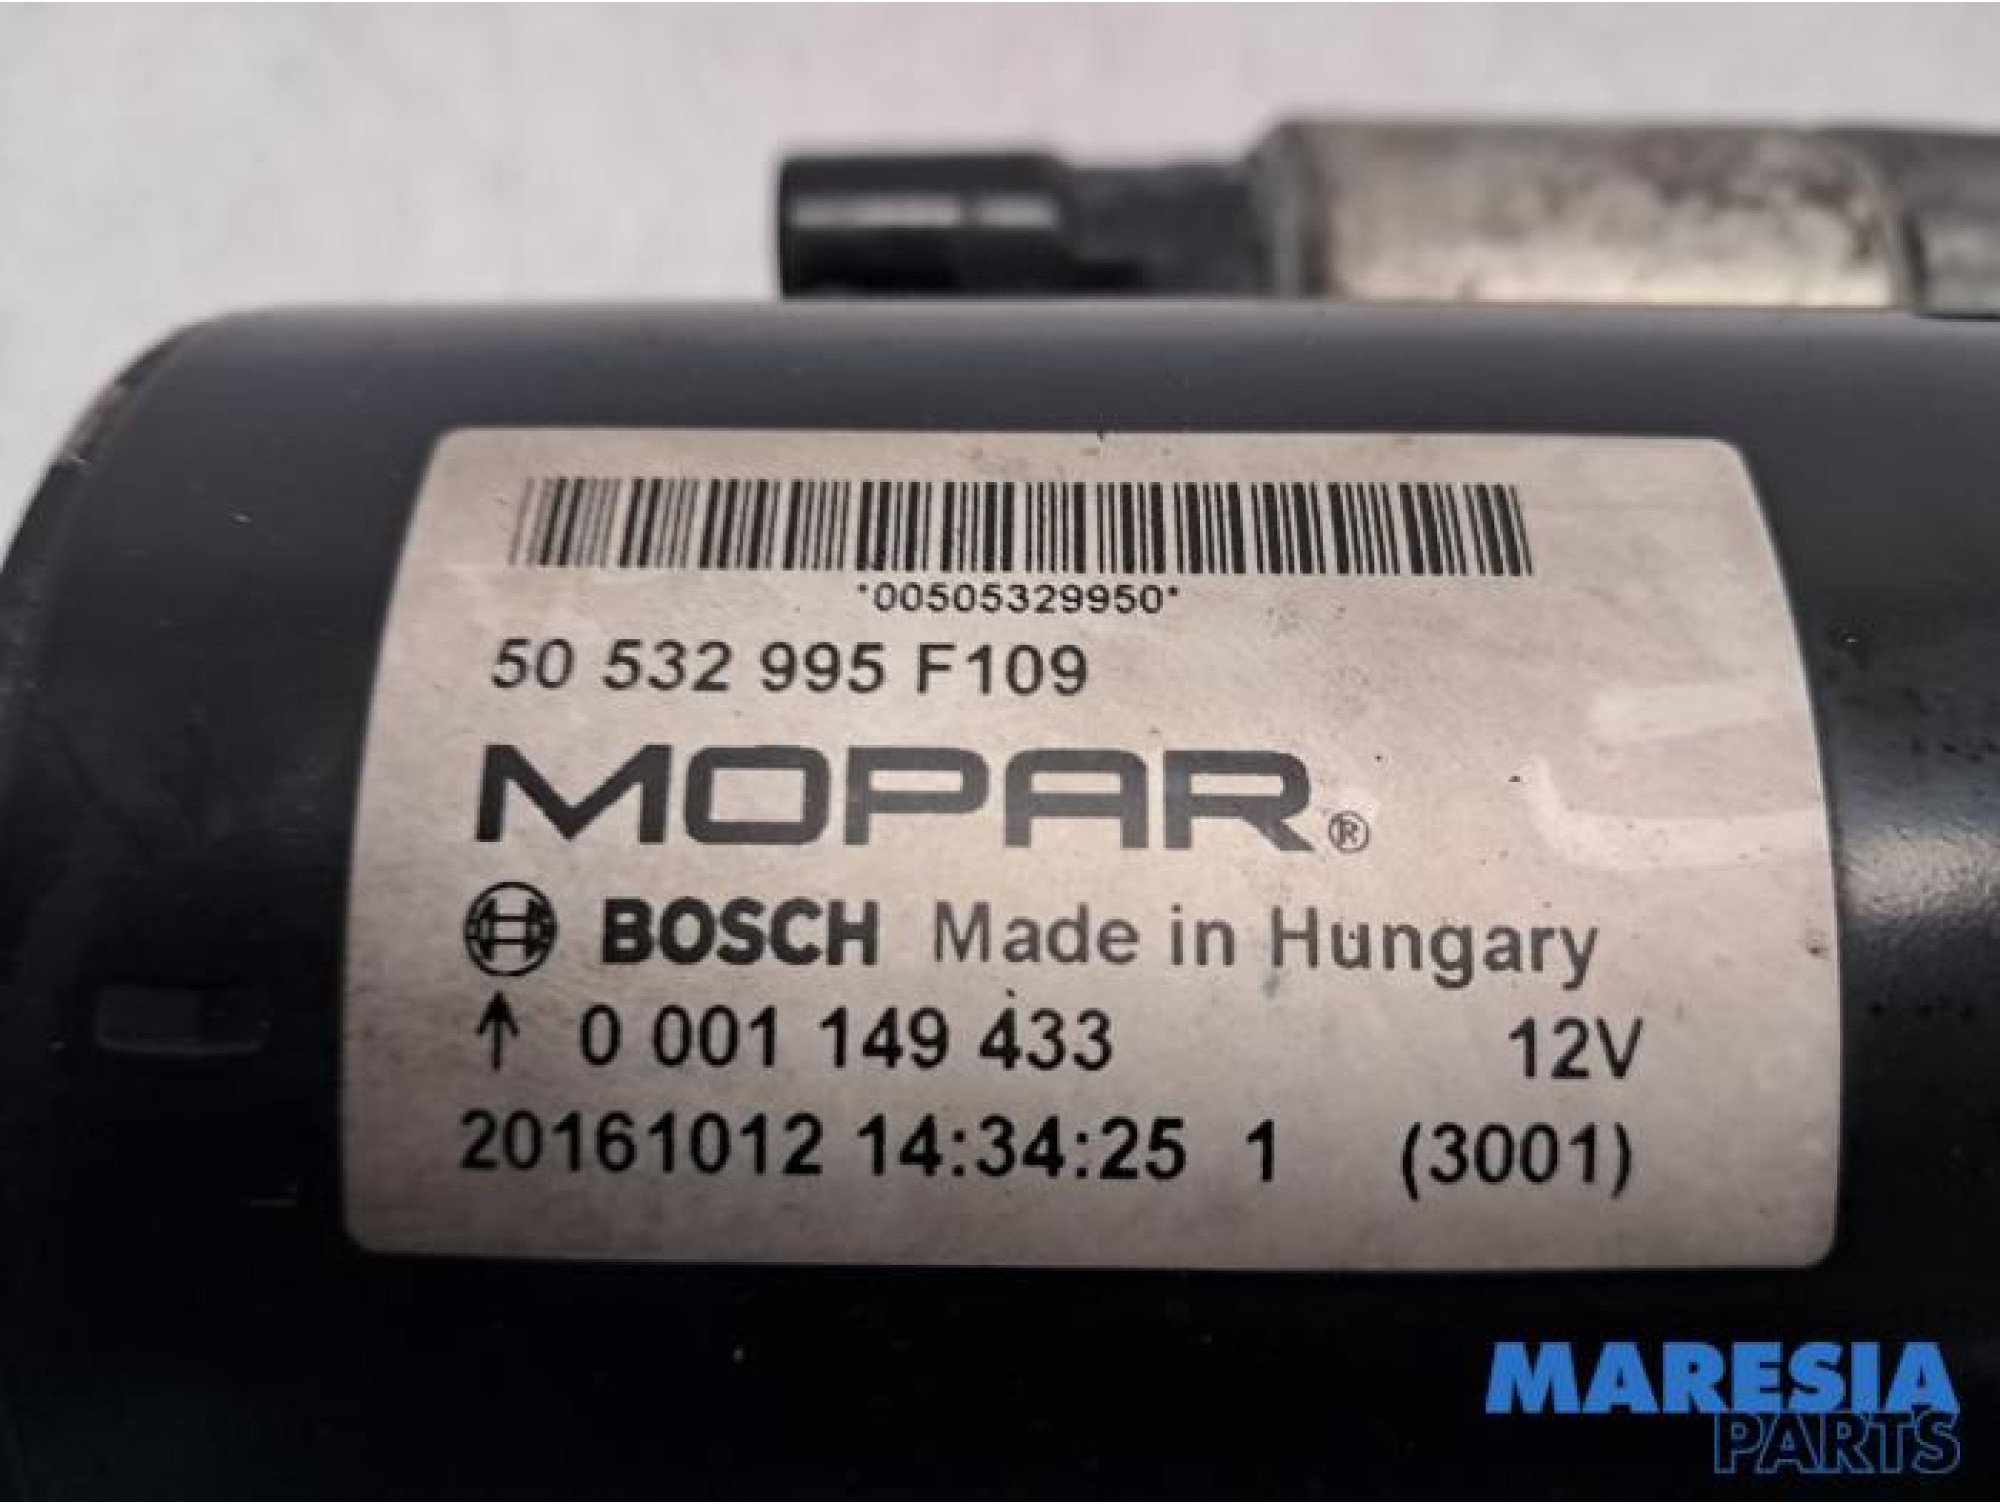 *00505329950*
50 532 995 F109
MOPAR®
BOSCH Made in Hungary
↑ 0 001 149 433 12V
20161012 14:34:25 1 (3001)
MARESIA
PARTS